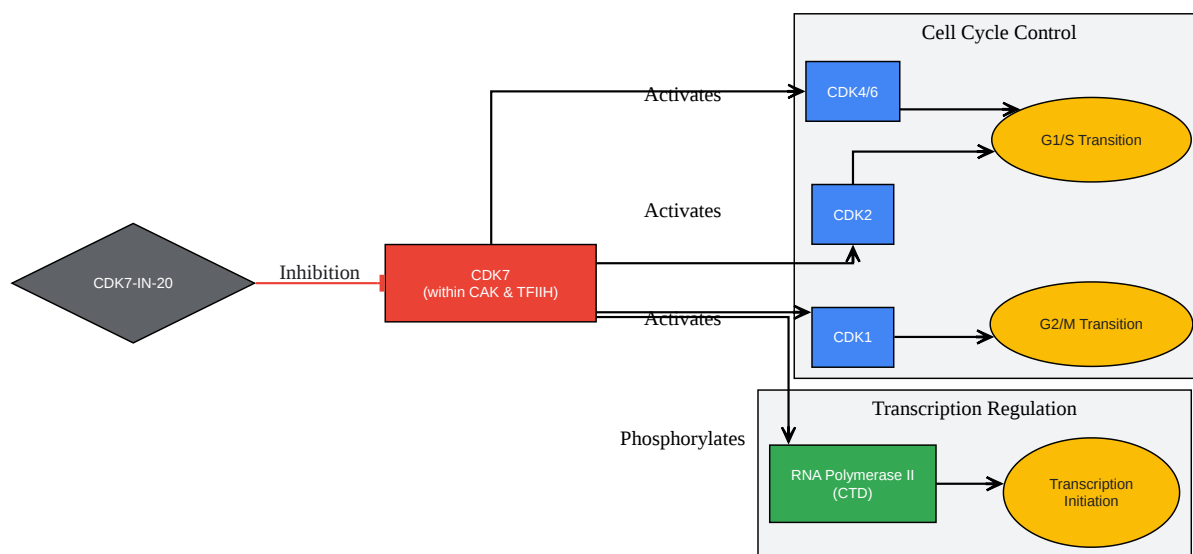 Cell Cycle Control
CDK4/6
Activates
G1/S Transition
Activates
CDK2
CDK7-IN-20
Inhibition
CDK7
(within CAK & TFIIH)
Activates
CDK1
G2/M Transition
Transcription Regulation
Phosphorylates
RNA Polymerase II
(CTD)
Transcription
Initiation